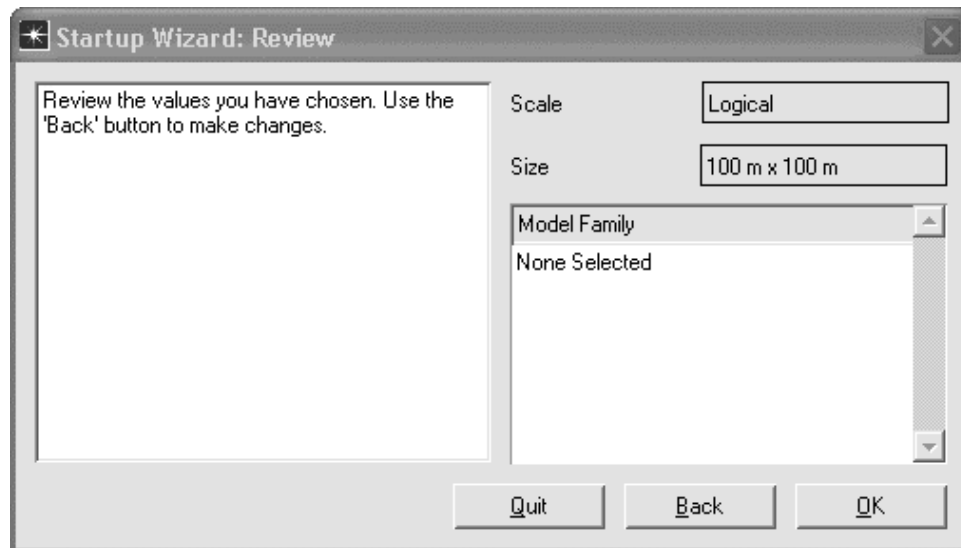 Startup Wizard: Review
Review the values you have chosen. Use the
'Back' button to make changes.
Scale
Logical
Size
100 m x 100 m
Model Family
None Selected
Quit
Back
OK